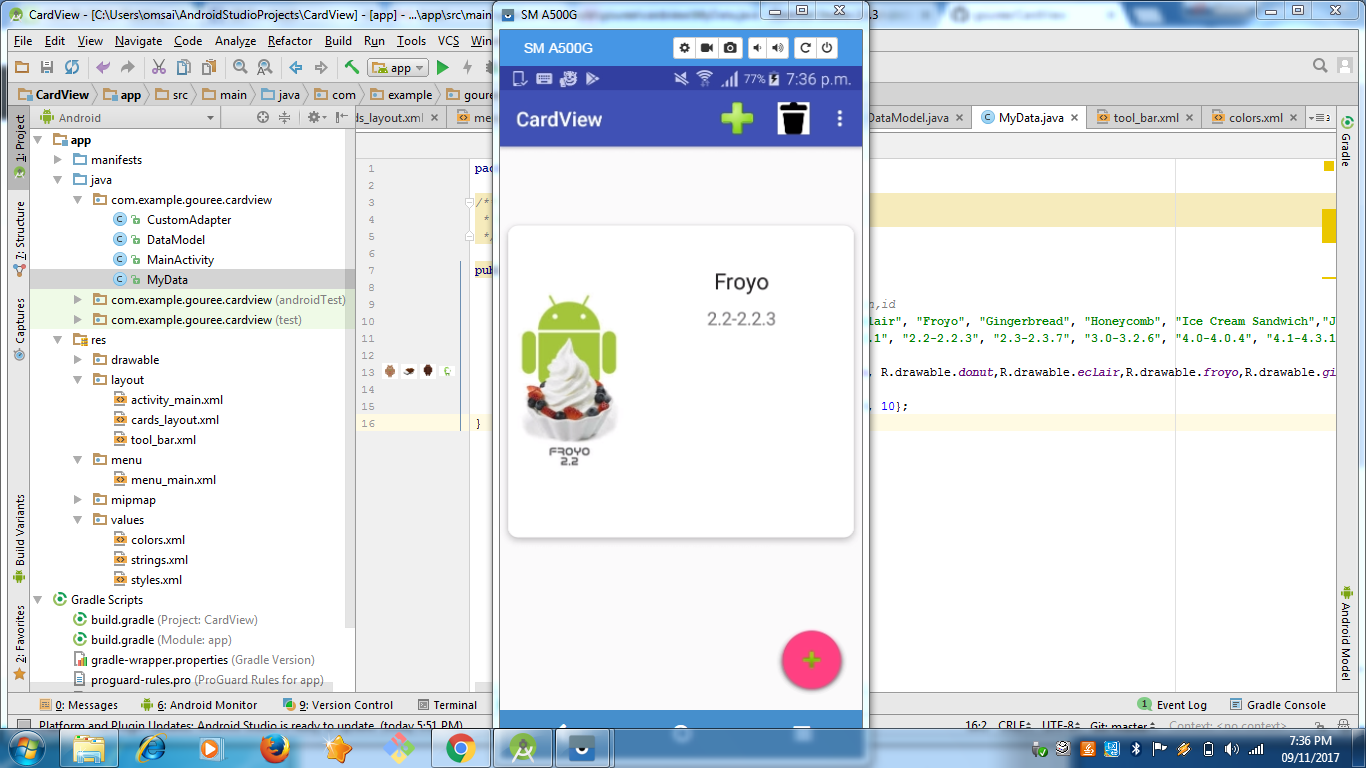 CardView - [C:\Users\omsai\AndroidStudioProjects\CardView] - [app] - ...\app\src\main
SM A500G
.3
File Edit View Navigate Code Analyze Refactor Build Run Tools VCS Win
SM A500G
app
77% 7:36 p.m.
CardView app src main java com example gour
CardView
Android
ds_layout.xml
me
DataModel.java
MyData.java
tool_bar.xml
colors.xml
1: Project
7: Structure
Captures
Build Variants
2: Favorites
app
manifests
java
com.example.gouree.cardview
CustomAdapter
DataModel
MainActivity
MyData
com.example.gouree.cardview (androidTest)
com.example.gouree.cardview (test)
res
drawable
layout
activity_main.xml
cards_layout.xml
tool_bar.xml
menu
menu_main.xml
mipmap
values
colors.xml
strings.xml
styles.xml
Gradle Scripts
build.gradle (Project: CardView)
build.gradle (Module: app)
gradle-wrapper.properties (Gradle Version)
proguard-rules.pro (ProGuard Rules for app)
1 pac
2
3 /**
4 *
5 *
6
7 pub
8
9 n,id
10 lair", "Froyo", "Gingerbread", "Honeycomb", "Ice Cream Sandwich","J
11 .1", "2.2-2.2.3", "2.3-2.3.7", "3.0-3.2.6", "4.0-4.0.4", "4.1-4.3.1
12
13 , R.drawable.donut,R.drawable.eclair,R.drawable.froyo,R.drawable.gi
14
15 , 10};
16 }
Froyo
2.2-2.2.3
FROYO
2.2
Gradle
Android Model
0: Messages 6: Android Monitor 9: Version Control Terminal
1 Event Log Gradle Console
Platform and Plugin Updates: Android Studio is ready to update. (today 5:51 PM)
16:2 CRLF UTF-8 Git: master Context: <no context>
7:36 PM
09/11/2017